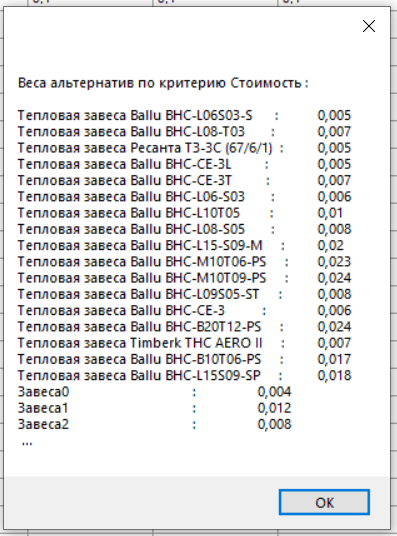 Веса альтернатив по критерию Стоимость :
Тепловая завеса Ballu BHC-L06S03-S : 0,005
Тепловая завеса Ballu BHC-L08-T03 : 0,007
Тепловая завеса Ресанта ТЗ-3С (67/6/1) : 0,005
Тепловая завеса Ballu BHC-CE-3L : 0,005
Тепловая завеса Ballu BHC-CE-3T : 0,007
Тепловая завеса Ballu BHC-L06-S03 : 0,006
Тепловая завеса Ballu BHC-L10T05 : 0,01
Тепловая завеса Ballu BHC-L08-S05 : 0,008
Тепловая завеса Ballu BHC-L15-S09-M : 0,02
Тепловая завеса Ballu BHC-M10T06-PS : 0,023
Тепловая завеса Ballu BHC-M10T09-PS : 0,024
Тепловая завеса Ballu BHC-L09S05-ST : 0,008
Тепловая завеса Ballu BHC-CE-3 : 0,006
Тепловая завеса Ballu BHC-B20T12-PS : 0,024
Тепловая завеса Timberk THC AERO II : 0,007
Тепловая завеса Ballu BHC-B10T06-PS : 0,017
Тепловая завеса Ballu BHC-L15S09-SP : 0,018
Завеса0 : 0,004
Завеса1 : 0,012
Завеса2 : 0,008
...
OK